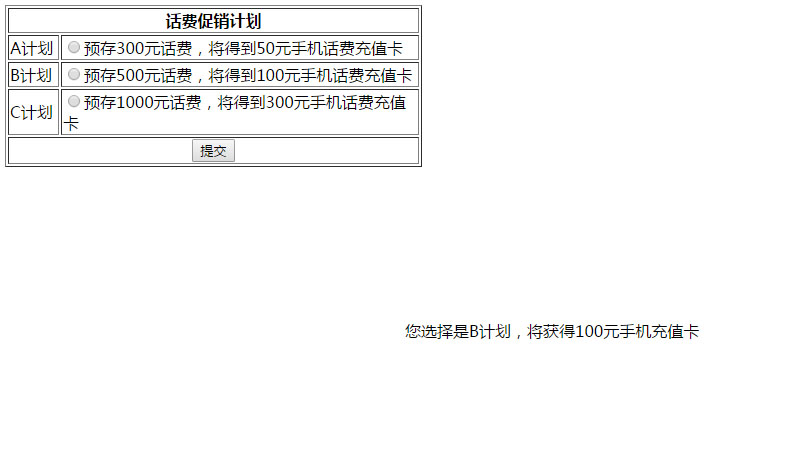 话费促销计划
A计划 预存300元话费，将得到50元手机话费充值卡
B计划 预存500元话费，将得到100元手机话费充值卡
C计划 预存1000元话费，将得到300元手机话费充值
卡
提交
您选择是B计划，将获得100元手机充值卡